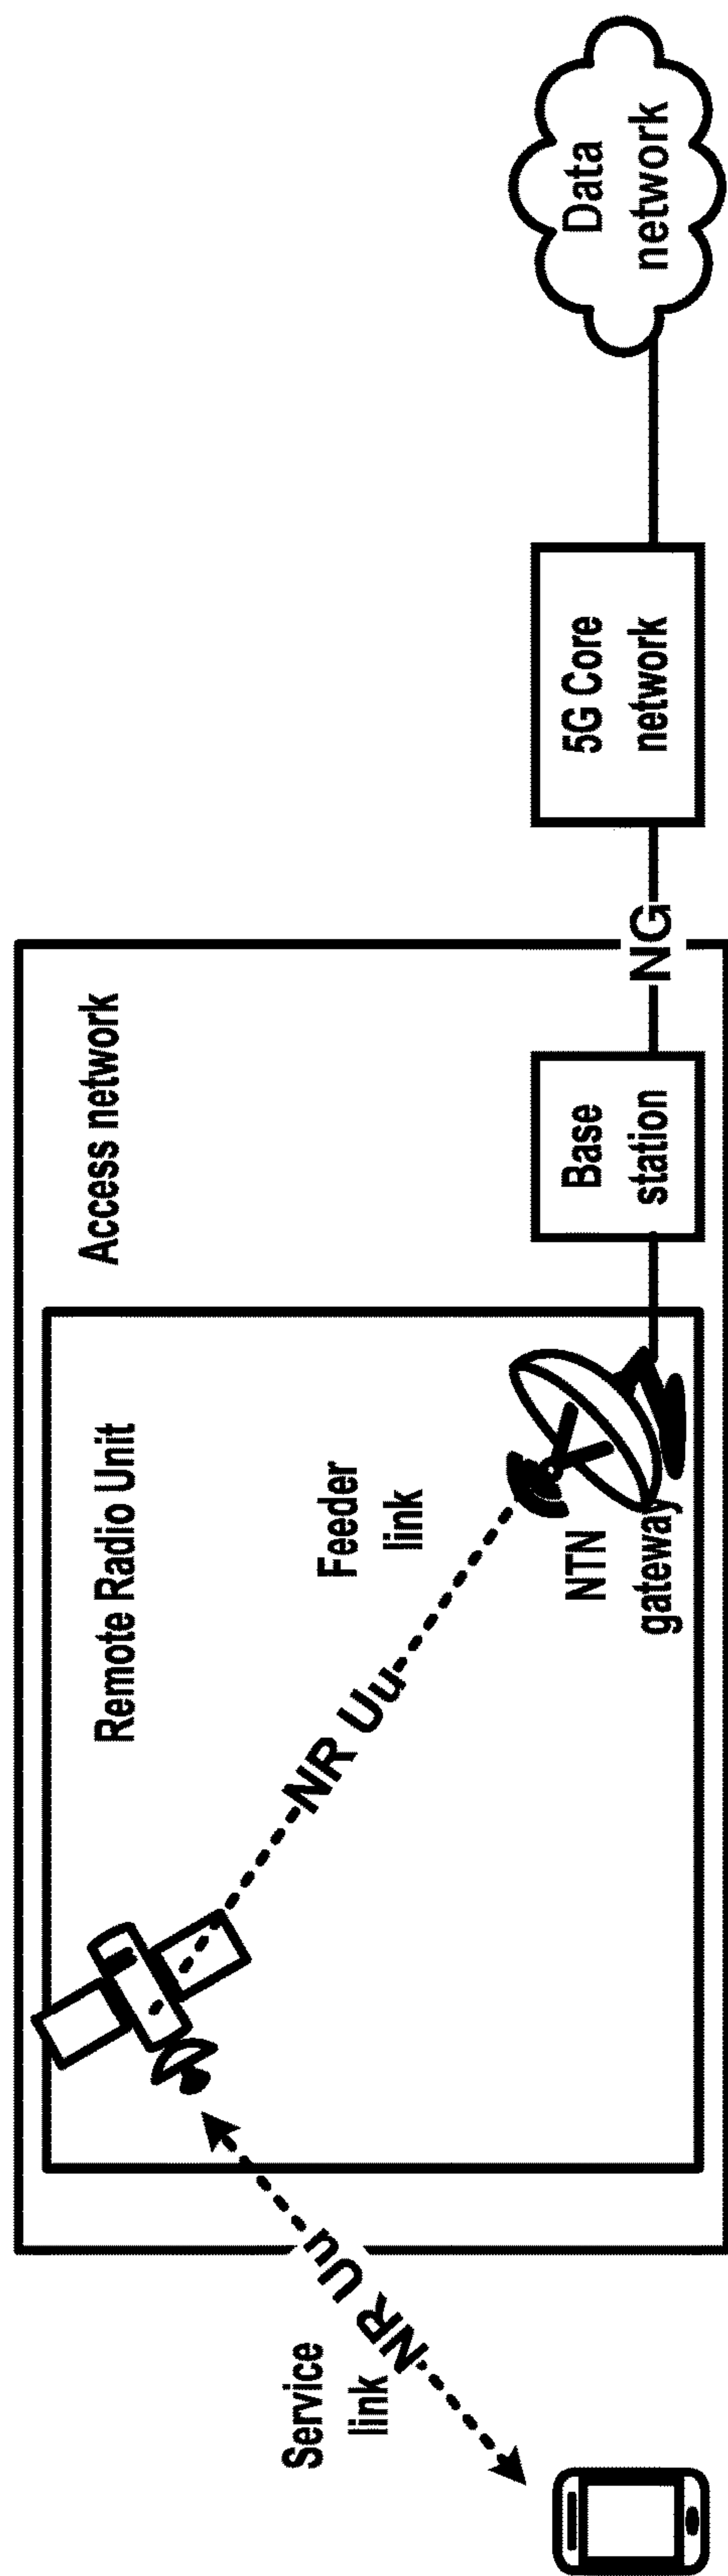 Service
link
NR Uu
Remote Radio Unit
NR Uu
Feeder
link
NTN
gateway
Access network
Base
station
NG
5G Core
network
Data
network